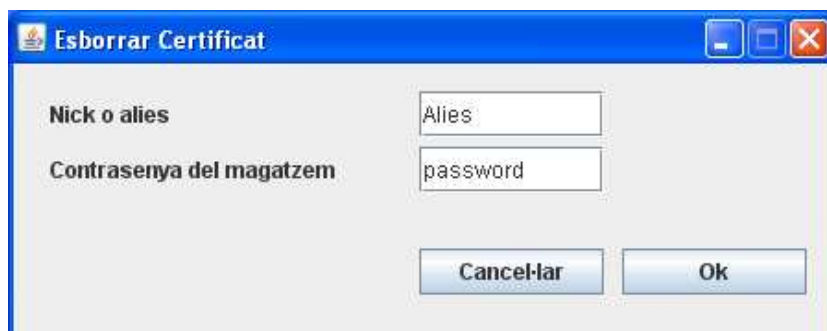 Esborrar Certificat
Nick o alies
Alies
Contrasenya del magatzem
password
Cancel·lar
Ok